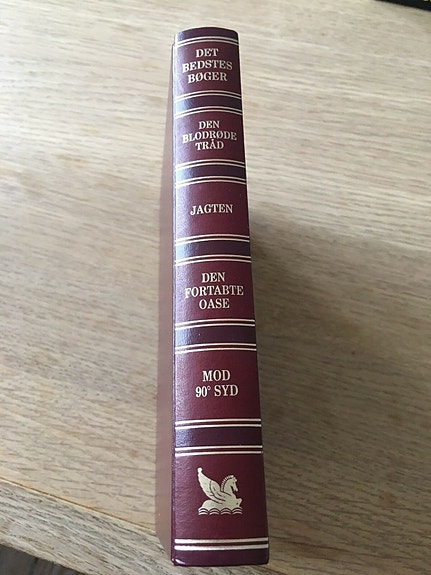 DET
BEDSTES
BØGER
DEN
BLODRØDE
TRÅD
JAGTEN
DEN
FORTABTE
OASE
MOD
90° SYD